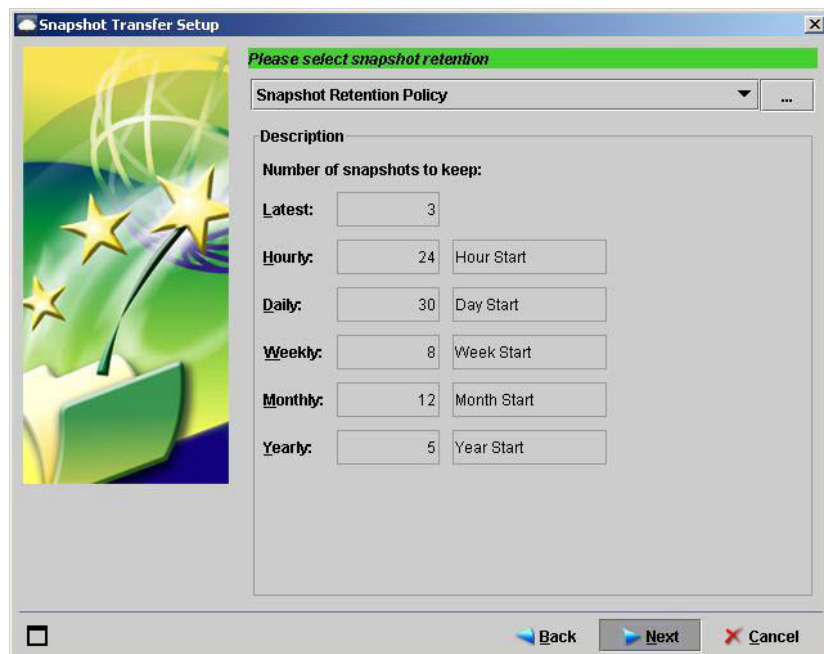 Snapshot Transfer Setup
Please select snapshot retention
Snapshot Retention Policy
...
Description
Number of snapshots to keep:
Latest: 3
Hourly: 24 Hour Start
Daily: 30 Day Start
Weekly: 8 Week Start
Monthly: 12 Month Start
Yearly: 5 Year Start
Back Next Cancel